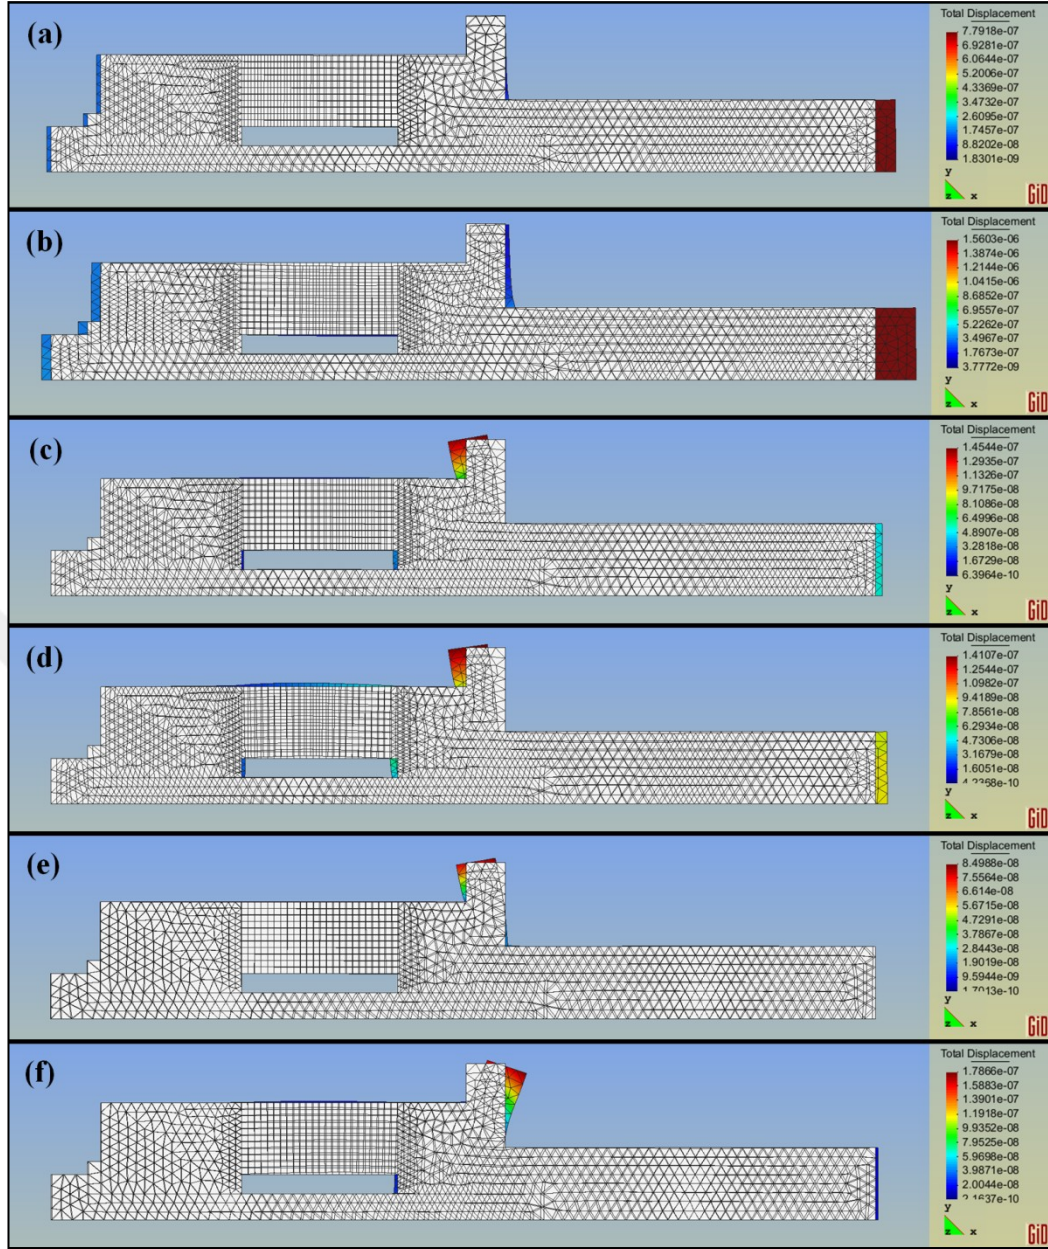 (a)
Total Displacement
7.7918e-07
6.9281e-07
6.0644e-07
5.2006e-07
4.3369e-07
3.4732e-07
2.6095e-07
1.7457e-07
8.8202e-08
1.8301e-09
y
z x
GiD
(b)
Total Displacement
1.5603e-06
1.3874e-06
1.2144e-06
1.0415e-06
8.6852e-07
6.9557e-07
5.2262e-07
3.4967e-07
1.7673e-07
3.7772e-09
y
z x
GiD
(c)
Total Displacement
1.4544e-07
1.2935e-07
1.1326e-07
9.7175e-08
8.1086e-08
6.4996e-08
4.8907e-08
3.2818e-08
1.6729e-08
6.3964e-10
y
z x
GiD
(d)
Total Displacement
1.4107e-07
1.2544e-07
1.0982e-07
9.4189e-08
7.8561e-08
6.2934e-08
4.7306e-08
3.1679e-08
1.6051e-08
y
z x
GiD
(e)
Total Displacement
8.4988e-08
7.5564e-08
6.614e-08
5.6715e-08
4.7291e-08
3.7867e-08
2.8443e-08
1.9019e-08
9.5944e-09
y
z x
GiD
(f)
Total Displacement
1.7866e-07
1.5883e-07
1.3901e-07
1.1918e-07
9.9352e-08
7.9525e-08
5.9698e-08
3.9871e-08
2.0044e-08
y
z x
GiD